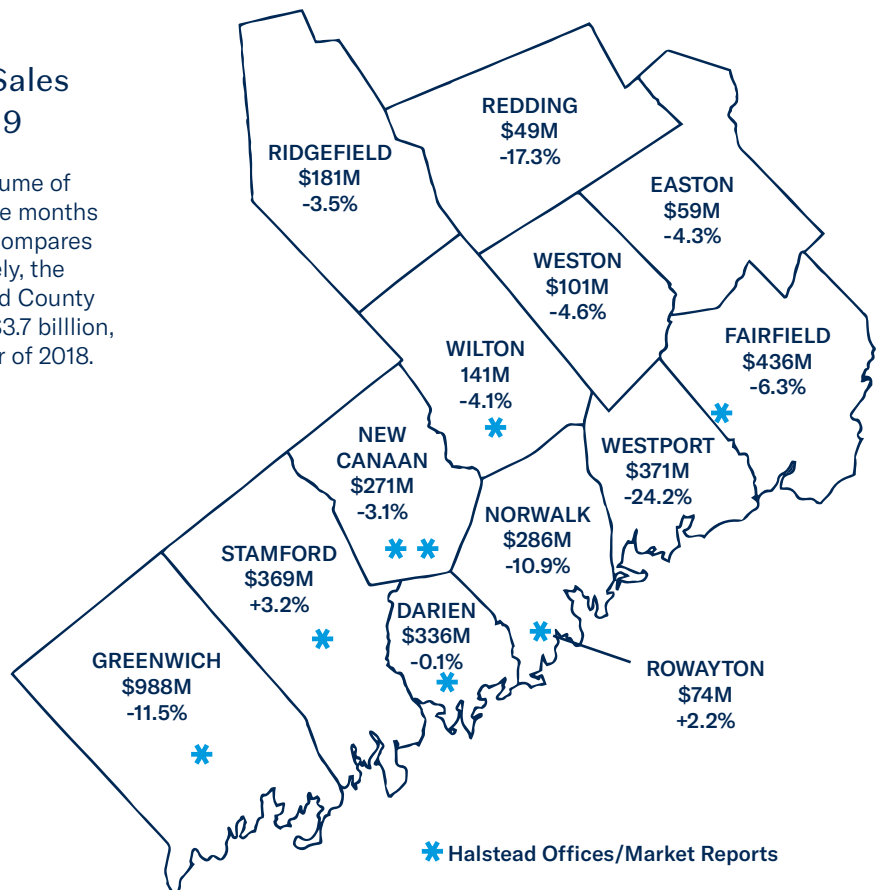 Sales
9
ume of
e months
ompares
ely, the
d County
$3.7 billlion,
r of 2018.
REDDING
$49M
-17.3%
RIDGEFIELD
$181M
-3.5%
EASTON
$59M
-4.3%
WESTON
$101M
-4.6%
FAIRFIELD
$436M
-6.3%
WILTON
141M
-4.1%
NEW
CANAAN
$271M
-3.1%
WESTPORT
$371M
-24.2%
NORWALK
$286M
-10.9%
STAMFORD
$369M
+3.2%
DARIEN
$336M
-0.1%
GREENWICH
$988M
-11.5%
ROWAYTON
$74M
+2.2%
Halstead Offices/Market Reports